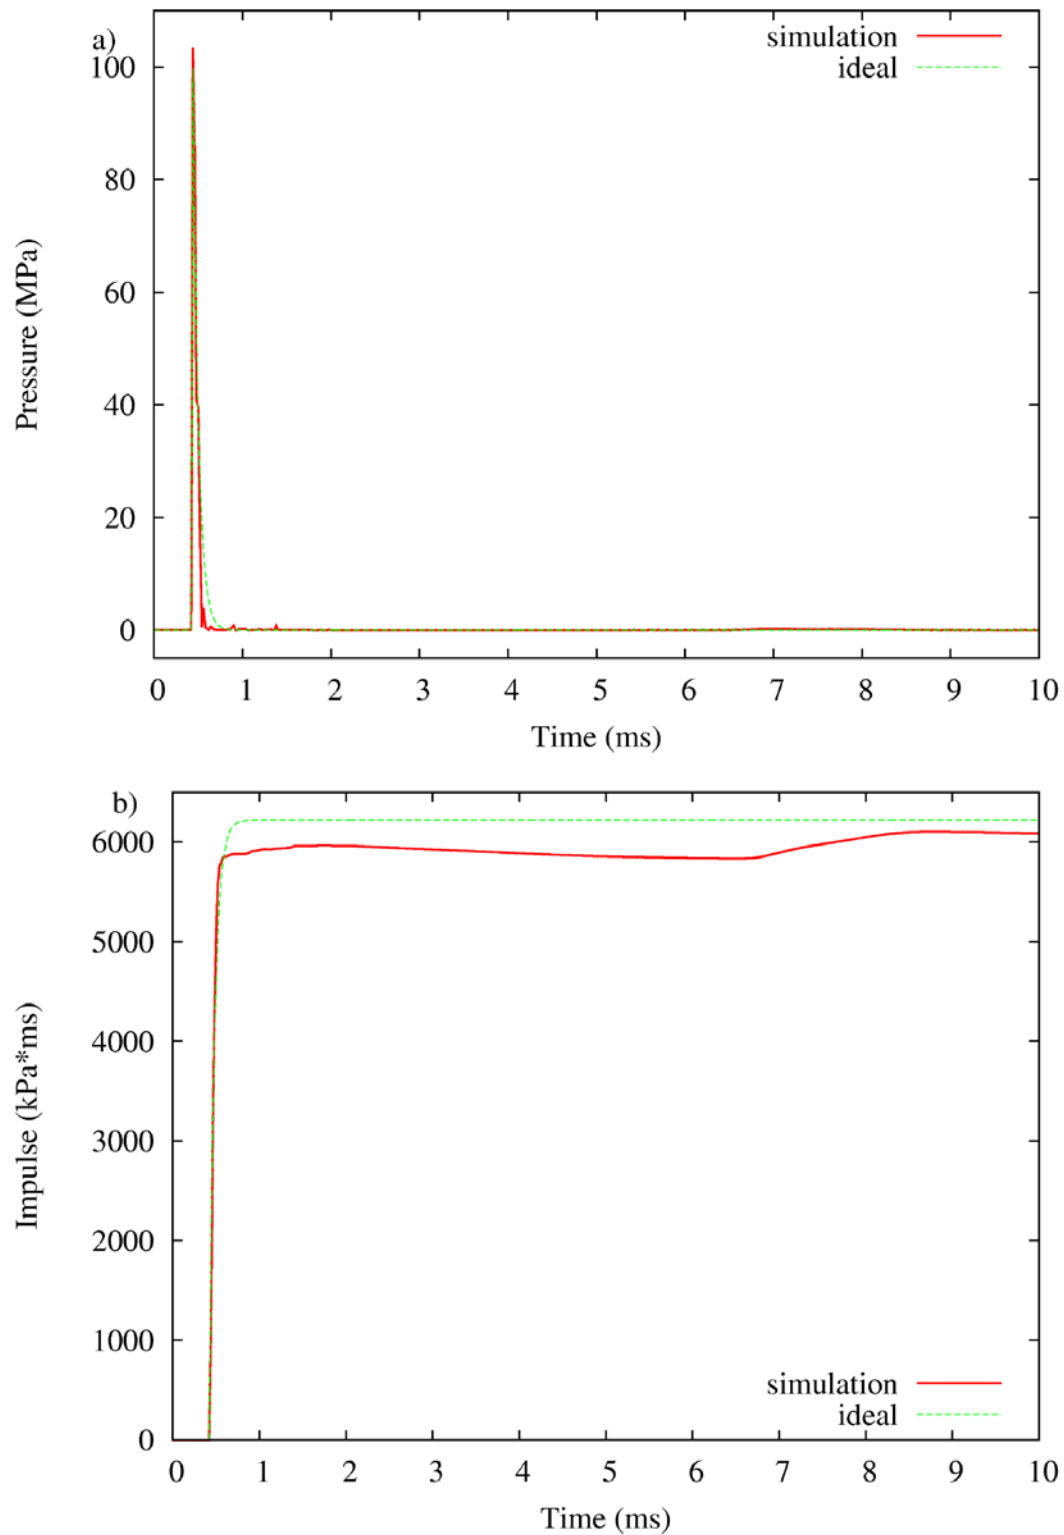 a)
simulation
ideal
100
80
60
40
20
0
Pressure (MPa)
0 1 2 3 4 5 6 7 8 9 10
Time (ms)
b)
6000
5000
4000
3000
2000
1000
0
Impulse (kPa*ms)
simulation
ideal
0 1 2 3 4 5 6 7 8 9 10
Time (ms)